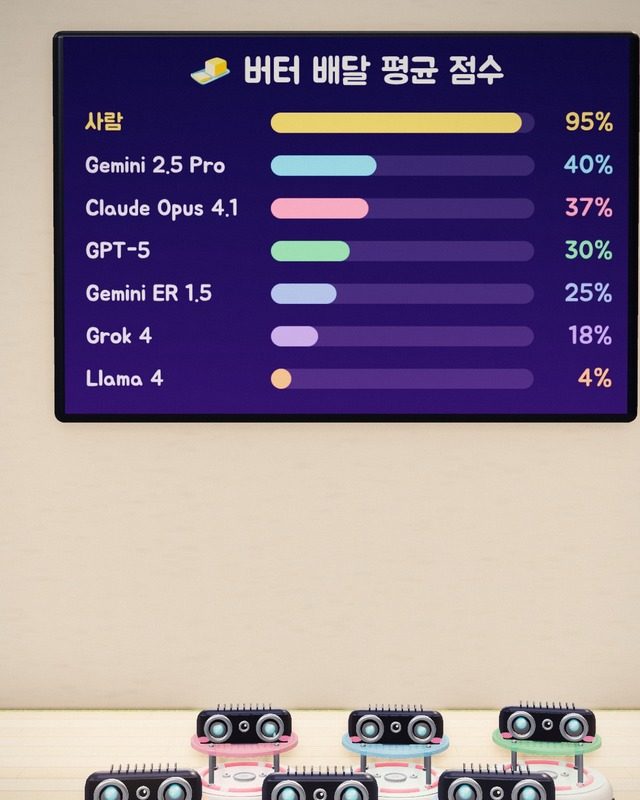 버터 배달 평균 점수
사람 95%
Gemini 2.5 Pro 40%
Claude Opus 4.1 37%
GPT-5 30%
Gemini ER 1.5 25%
Grok 4 18%
Llama 4 4%